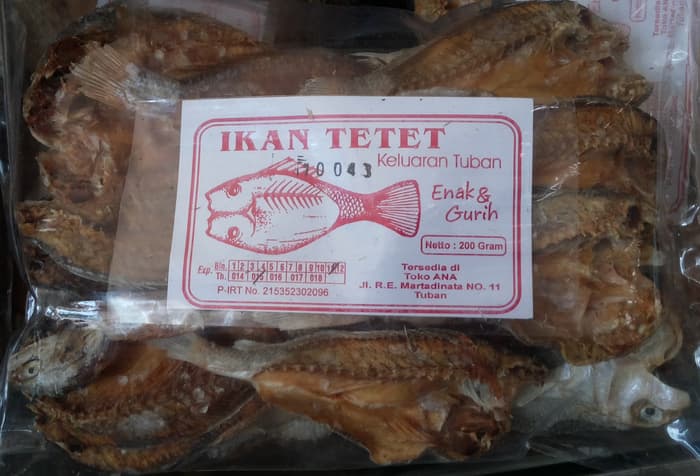 IKAN TETET
Keluaran Tuban
10043
Enak &
Gurih
Netto : 200 Gram
Exp. Bln. 1 2 3 4 5 6 7 8 9 10 11 12
Th. 014 015 016 017 018
P-IRT No. 215352302096
Tersedia di
Toko ANA
Jl. R.E. Martadinata NO. 11
Tuban